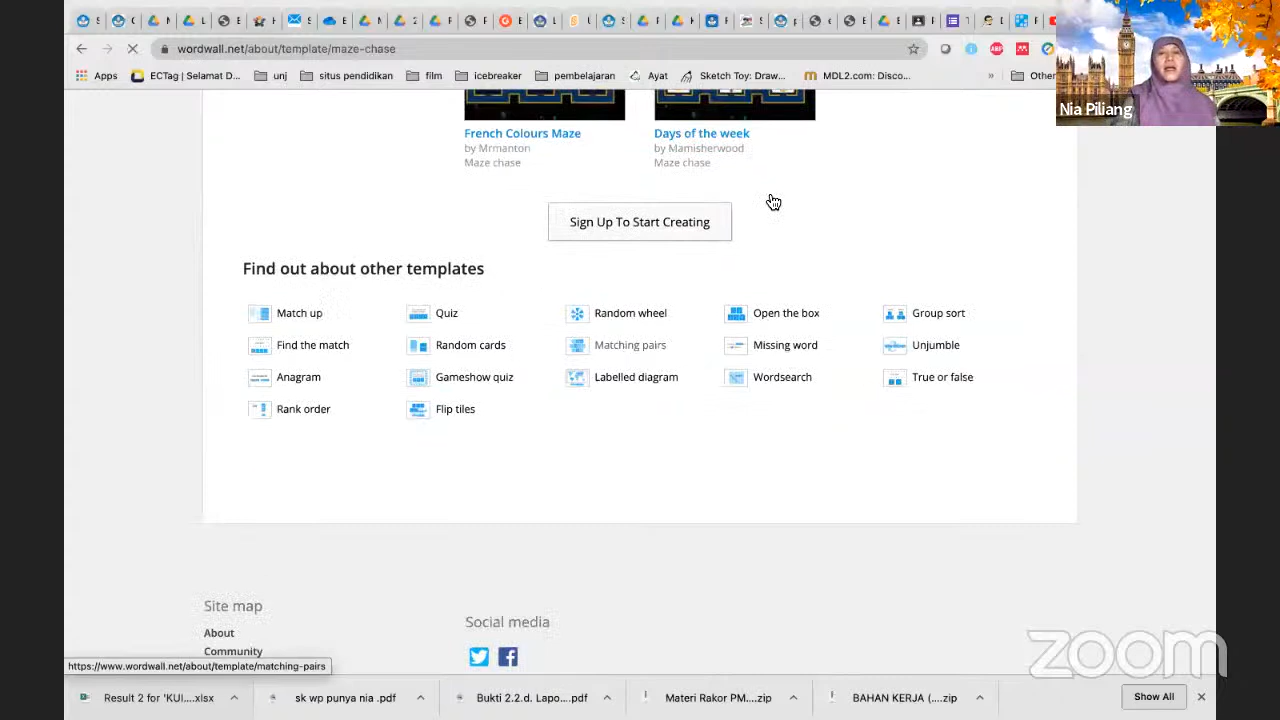 wordwall.net/about/template/maze-chase
Nia Piliang
Apps
ECTag | Selamat D...
unj
situs pendidikan
film
icebreaker
pembelajaran
Ayat
Sketch Toy: Draw...
MDL2.com: Disco...
»
French Colours Maze
Days of the week
by Mrmanton
by Mamisherwood
Maze chase
Maze chase
Sign Up To Start Creating
Find out about other templates
Match up
Quiz
Random wheel
Open the box
Group sort
Find the match
Random cards
Matching pairs
Missing word
Unjumble
Anagram
Gameshow quiz
Labelled diagram
Wordsearch
True or false
Rank order
Flip tiles
Site map
Social media
About
Community
https://www.wordwall.net/about/template/matching-pairs
zoom
Result 2 for 'KUI....xlsx
sk wp punya nia .pdf
Bukti 2.2.d. Lapo....pdf
Materi Rakor PM....zip
BAHAN KERJA (....zip
Show All